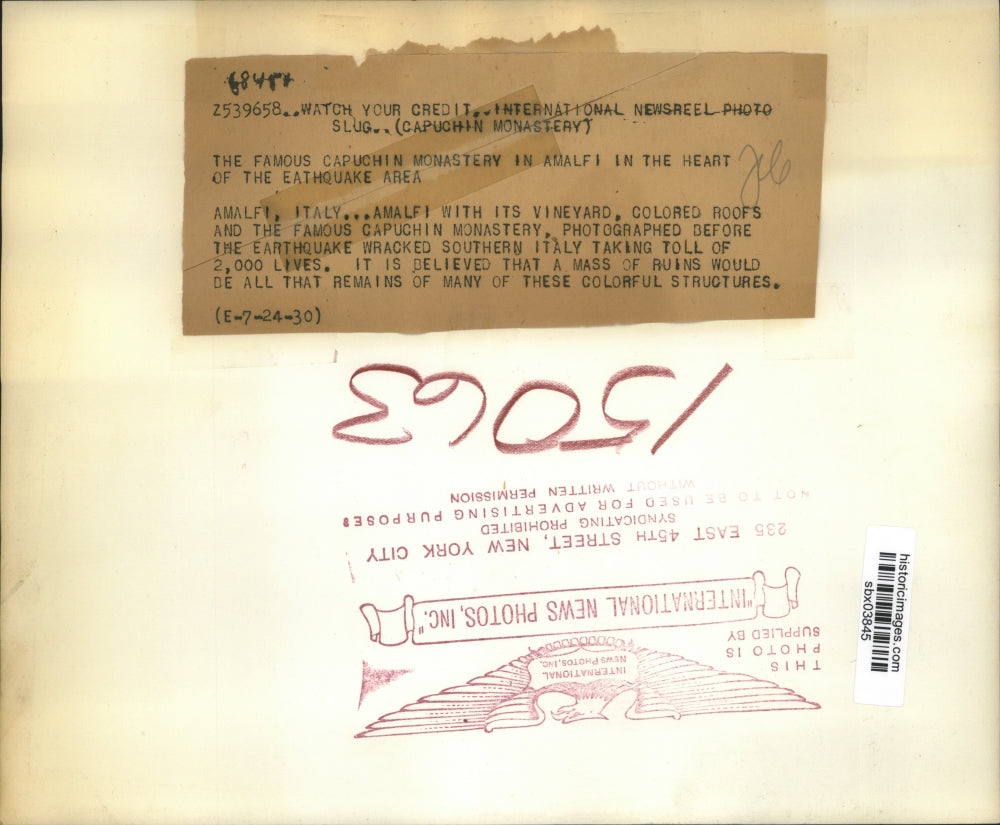 68454
Z539658..WATCH YOUR CREDIT..INTERNATIONAL NEWSREEL PHOTO
SLUG..(CAPUCHIN MONASTERY)
THE FAMOUS CAPUCHIN MONASTERY IN AMALFI IN THE HEART
OF THE EATHQUAKE AREA
AMALFI, ITALY...AMALFI WITH ITS VINEYARD, COLORED ROOFS
AND THE FAMOUS CAPUCHIN MONASTERY, PHOTOGRAPHED BEFORE
THE EARTHQUAKE WRACKED SOUTHERN ITALY TAKING TOLL OF
2,000 LIVES. IT IS BELIEVED THAT A MASS OF RUINS WOULD
BE ALL THAT REMAINS OF MANY OF THESE COLORFUL STRUCTURES.
(E-7-24-30)
15063
INTERNATIONAL
NEWS PHOTOS, INC.
THIS
PHOTO IS
SUPPLIED BY
"INTERNATIONAL NEWS PHOTOS, INC."
235 EAST 45TH STREET, NEW YORK CITY
SYNDICATING PROHIBITED
NOT TO BE USED FOR ADVERTISING PURPOSES
WITHOUT WRITTEN PERMISSION
historicimages.com
sbx03845